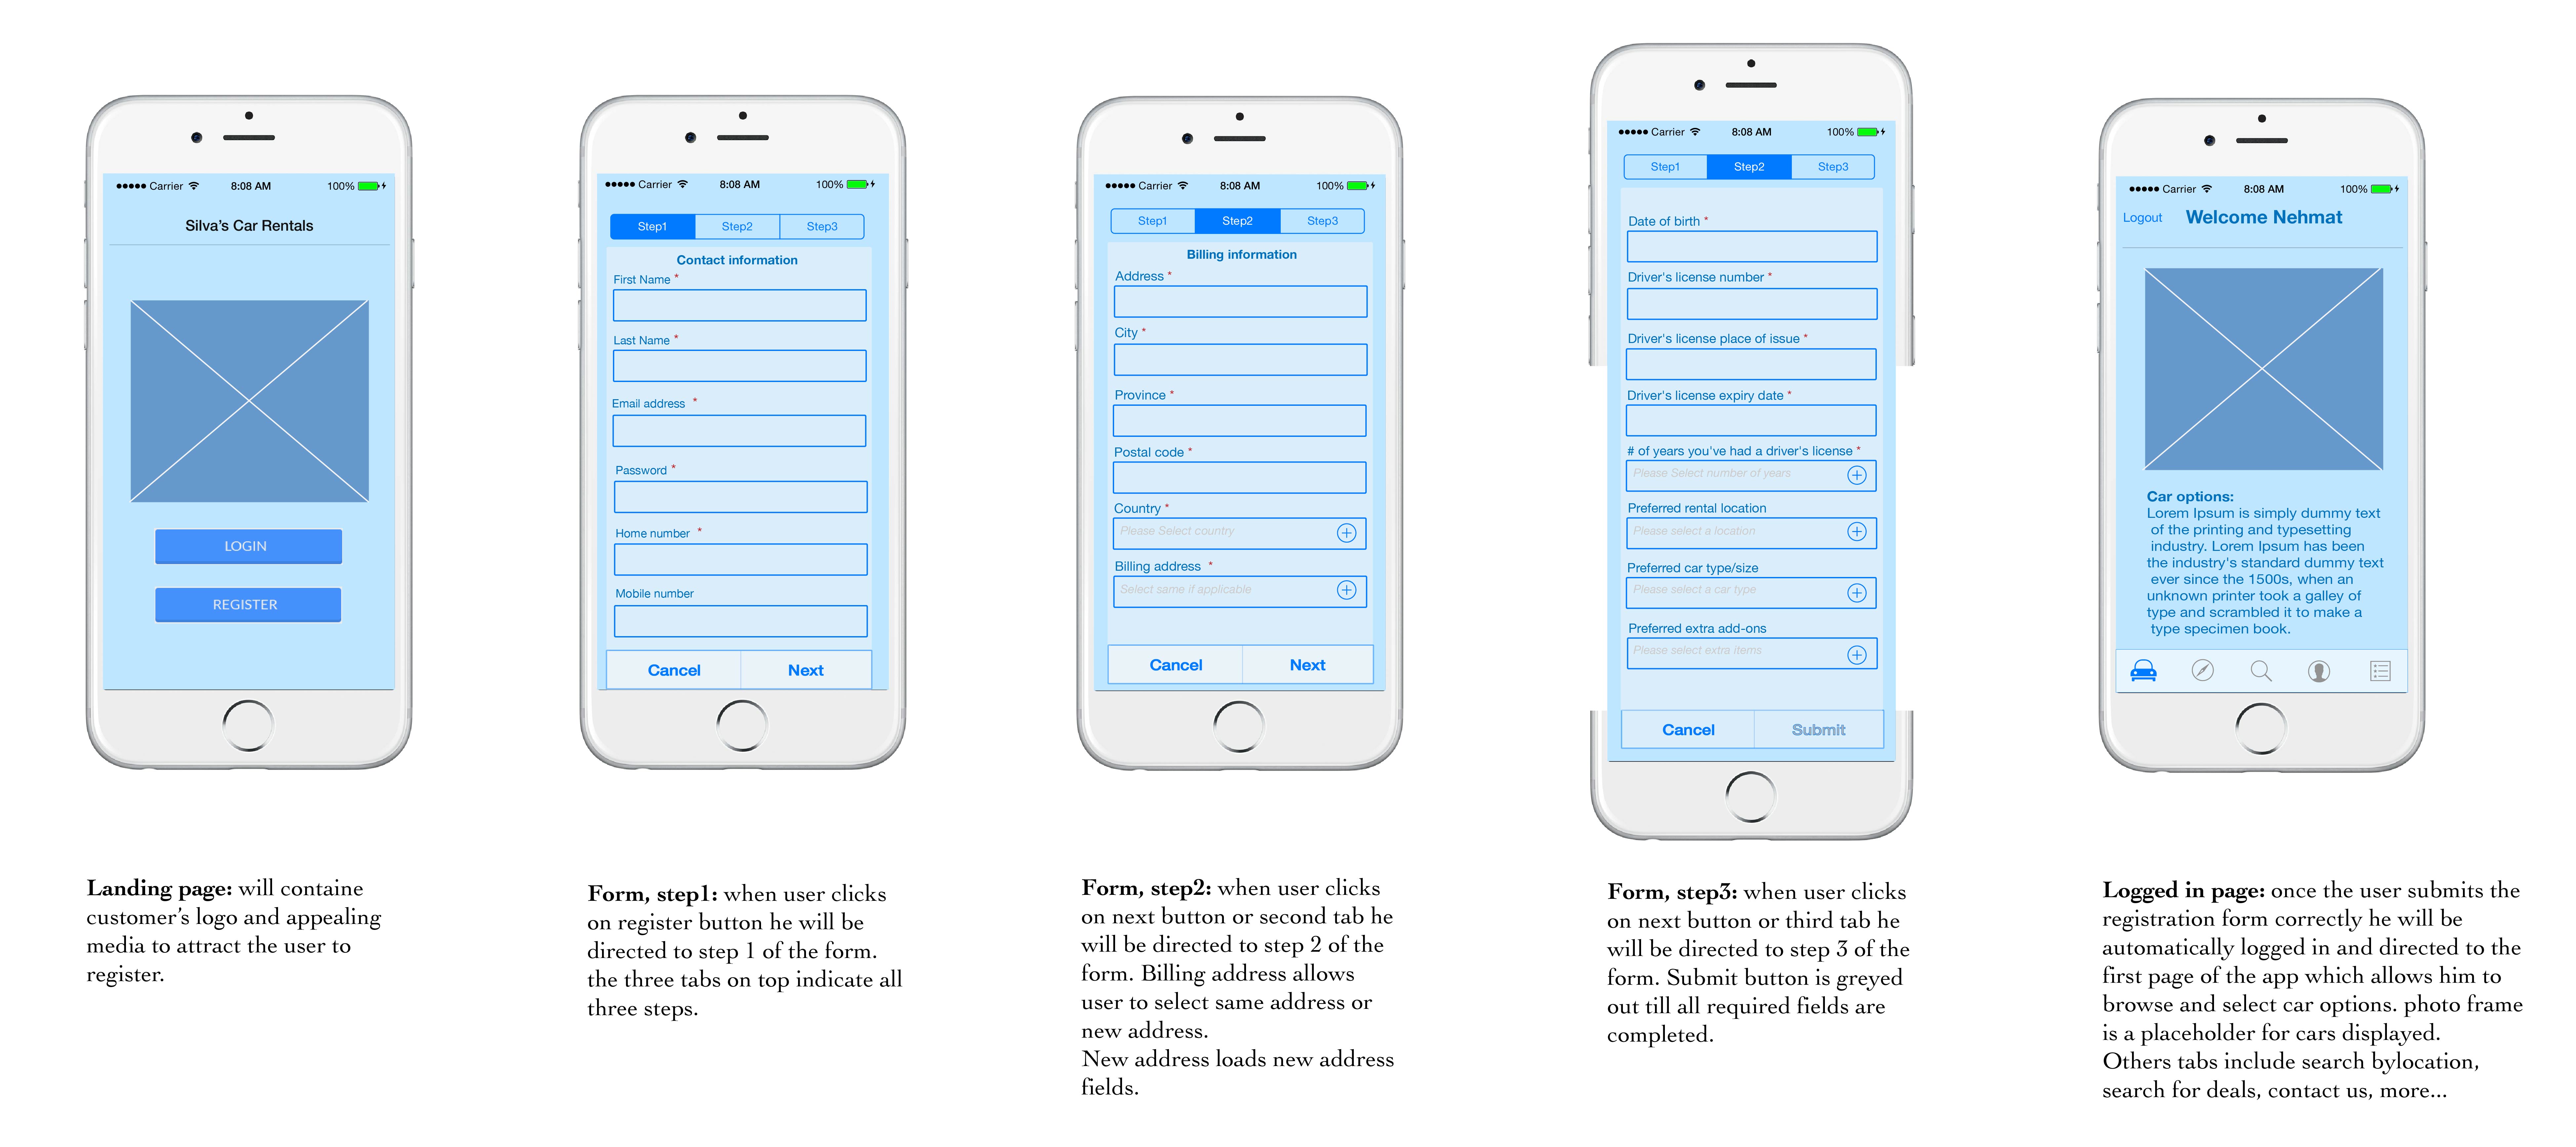 Carrier 8:08 AM 100%
Silva's Car Rentals
LOGIN
REGISTER
Landing page: will containe
customer's logo and appealing
media to attract the user to
register.
Carrier 8:08 AM 100%
Step1 Step2 Step3
Contact information
First Name *
Last Name *
Email address *
Password *
Home number *
Mobile number
Cancel Next
Form, step1: when user clicks
on register button he will be
directed to step 1 of the form.
the three tabs on top indicate all
three steps.
Carrier 8:08 AM 100%
Step1 Step2 Step3
Billing information
Address *
City *
Province *
Postal code *
Country *
Please Select country
Billing address *
Select same if applicable
Cancel Next
Form, step2: when user clicks
on next button or second tab he
will be directed to step 2 of the
form. Billing address allows
user to select same address or
new address.
New address loads new address
fields.
Carrier 8:08 AM 100%
Step1 Step2 Step3
Date of birth *
Driver's license number *
Driver's license place of issue *
Driver's license expiry date *
# of years you've had a driver's license *
Please Select number of years
Preferred rental location
Please select a location
Preferred car type/size
Please select a car type
Preferred extra add-ons
Please select extra items
Cancel Submit
Form, step3: when user clicks
on next button or third tab he
will be directed to step 3 of the
form. Submit button is greyed
out till all required fields are
completed.
Carrier 8:08 AM 100%
Logout Welcome Nehmat
Car options:
Lorem Ipsum is simply dummy text
of the printing and typesetting
industry. Lorem Ipsum has been
the industry's standard dummy text
ever since the 1500s, when an
unknown printer took a galley of
type and scrambled it to make a
type specimen book.
Logged in page: once the user submits the
registration form correctly he will be
automatically logged in and directed to the
first page of the app which allows him to
browse and select car options. photo frame
is a placeholder for cars displayed.
Others tabs include search bylocation,
search for deals, contact us, more...